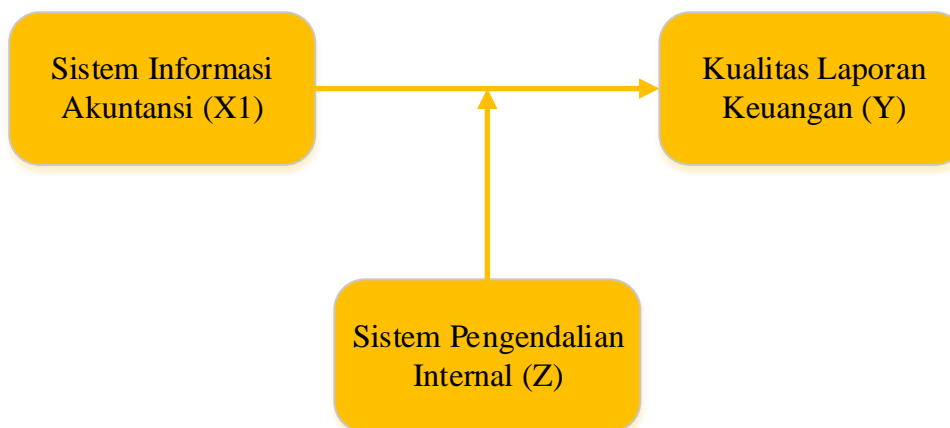 Sistem Informasi
Akuntansi (X1)
Kualitas Laporan
Keuangan (Y)
Sistem Pengendalian
Internal (Z)